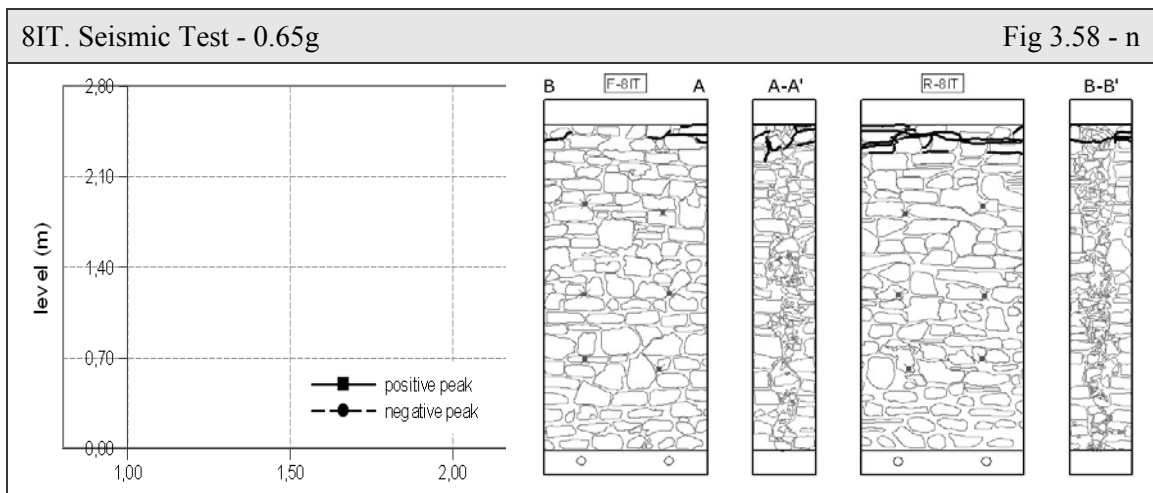 8IT. Seismic Test - 0.65g Fig 3.58 - n
2,80
2,10
1,40
0,70
0,00
level (m)
1,00 1,50 2,00
positive peak
negative peak
B F-8IT A
A-A'
R-8IT
B-B'